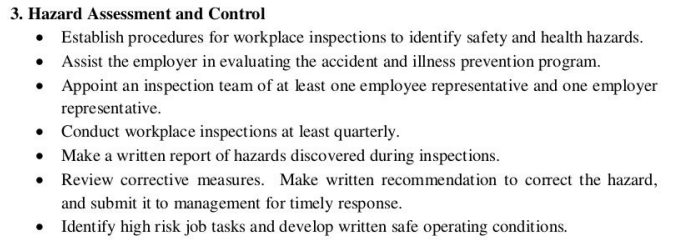 3. Hazard Assessment and Control
• Establish procedures for workplace inspections to identify safety and health hazards.
• Assist the employer in evaluating the accident and illness prevention program.
• Appoint an inspection team of at least one employee representative and one employer
representative.
• Conduct workplace inspections at least quarterly.
• Make a written report of hazards discovered during inspections.
• Review corrective measures. Make written recommendation to correct the hazard,
and submit it to management for timely response.
• Identify high risk job tasks and develop written safe operating conditions.